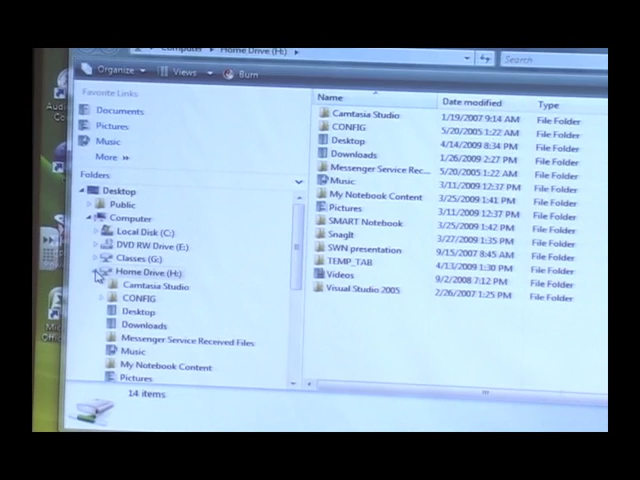 Computer ▸ Home Drive (H:) ▸
Search
Organize Views Burn
Favorite Links
Documents
Pictures
Music
More »
Folders
Desktop
Public
Computer
Local Disk (C:)
DVD RW Drive (E:)
Classes (G:)
Home Drive (H:)
Camtasia Studio
CONFIG
Desktop
Downloads
Messenger Service Received Files
Music
My Notebook Content
Pictures
Name Date modified Type
Camtasia Studio 1/19/2007 9:14 AM File Folder
CONFIG 5/20/2005 1:22 AM File Folder
Desktop 4/14/2009 8:34 PM File Folder
Downloads 1/26/2009 2:27 PM File Folder
Messenger Service Rec... 5/20/2005 1:22 AM File Folder
Music 3/11/2009 12:37 PM File Folder
My Notebook Content 3/25/2009 1:41 PM File Folder
Pictures 3/11/2009 12:37 PM File Folder
SMART Notebook 3/25/2009 1:42 PM File Folder
SnagIt 3/27/2009 1:35 PM File Folder
SWN presentation 9/15/2007 8:45 AM File Folder
TEMP_TAB 4/13/2009 1:30 PM File Folder
Videos 9/2/2008 7:12 PM File Folder
Visual Studio 2005 2/26/2007 1:25 PM File Folder
14 items